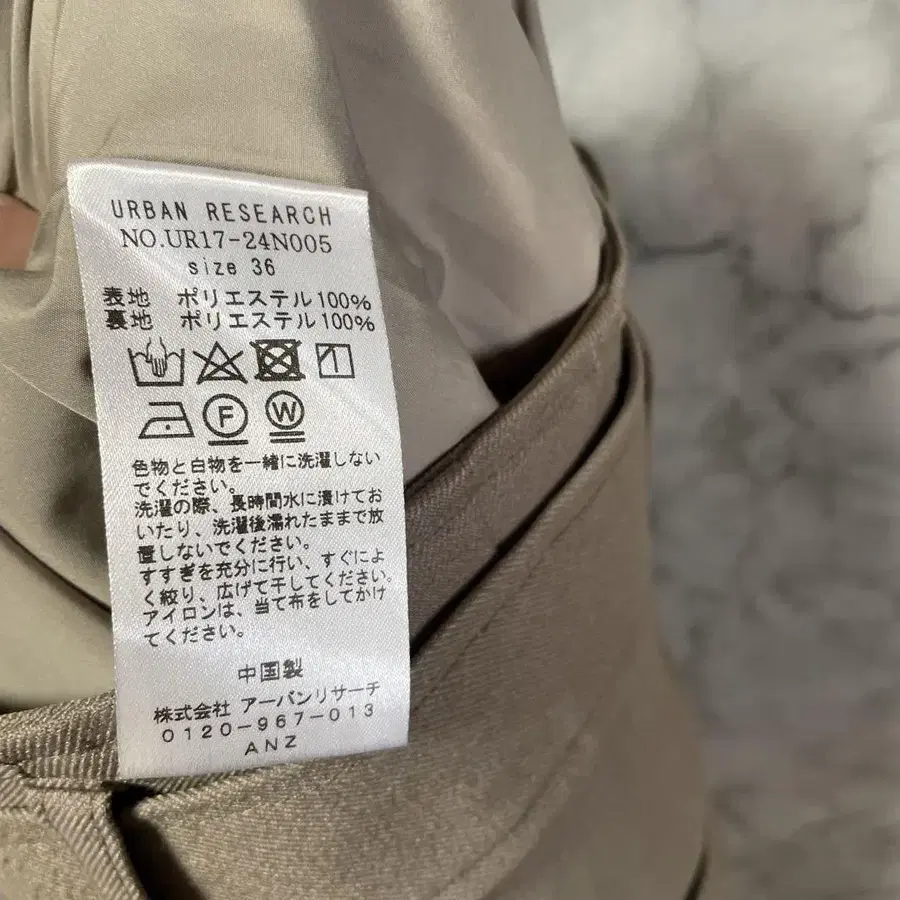 URBAN RESEARCH
NO.UR17-24N005
size 36
表地 ポリエステル100%
裏地 ポリエステル100%
F W
色物と白物を一緒に洗濯しない
でください。
洗濯の際、長時間水に漬けてお
いたり、洗濯後濡れたままで放
置しないでください。
すすぎを充分に行い、すぐによ
く絞り、広げて干してください。
アイロンは、当て布をしてかけ
てください。
中国製
株式会社 アーバンリサーチ
0120-967-013
ANZ